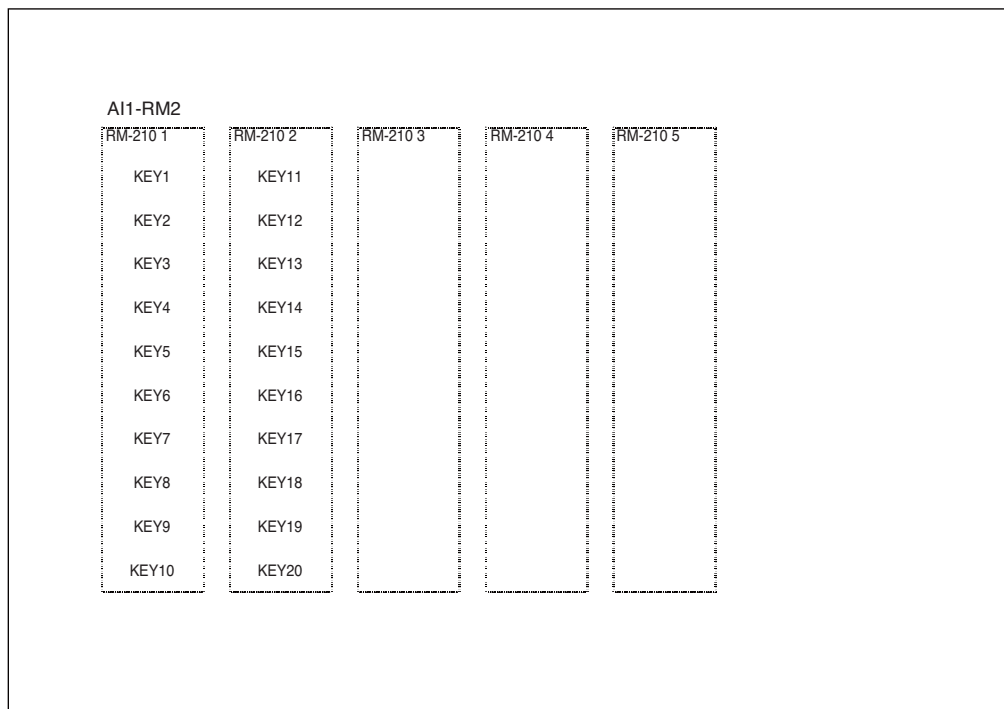 AI1-RM2
RM-210 1 RM-210 2 RM-210 3 RM-210 4 RM-210 5
KEY1 KEY11
KEY2 KEY12
KEY3 KEY13
KEY4 KEY14
KEY5 KEY15
KEY6 KEY16
KEY7 KEY17
KEY8 KEY18
KEY9 KEY19
KEY10 KEY20